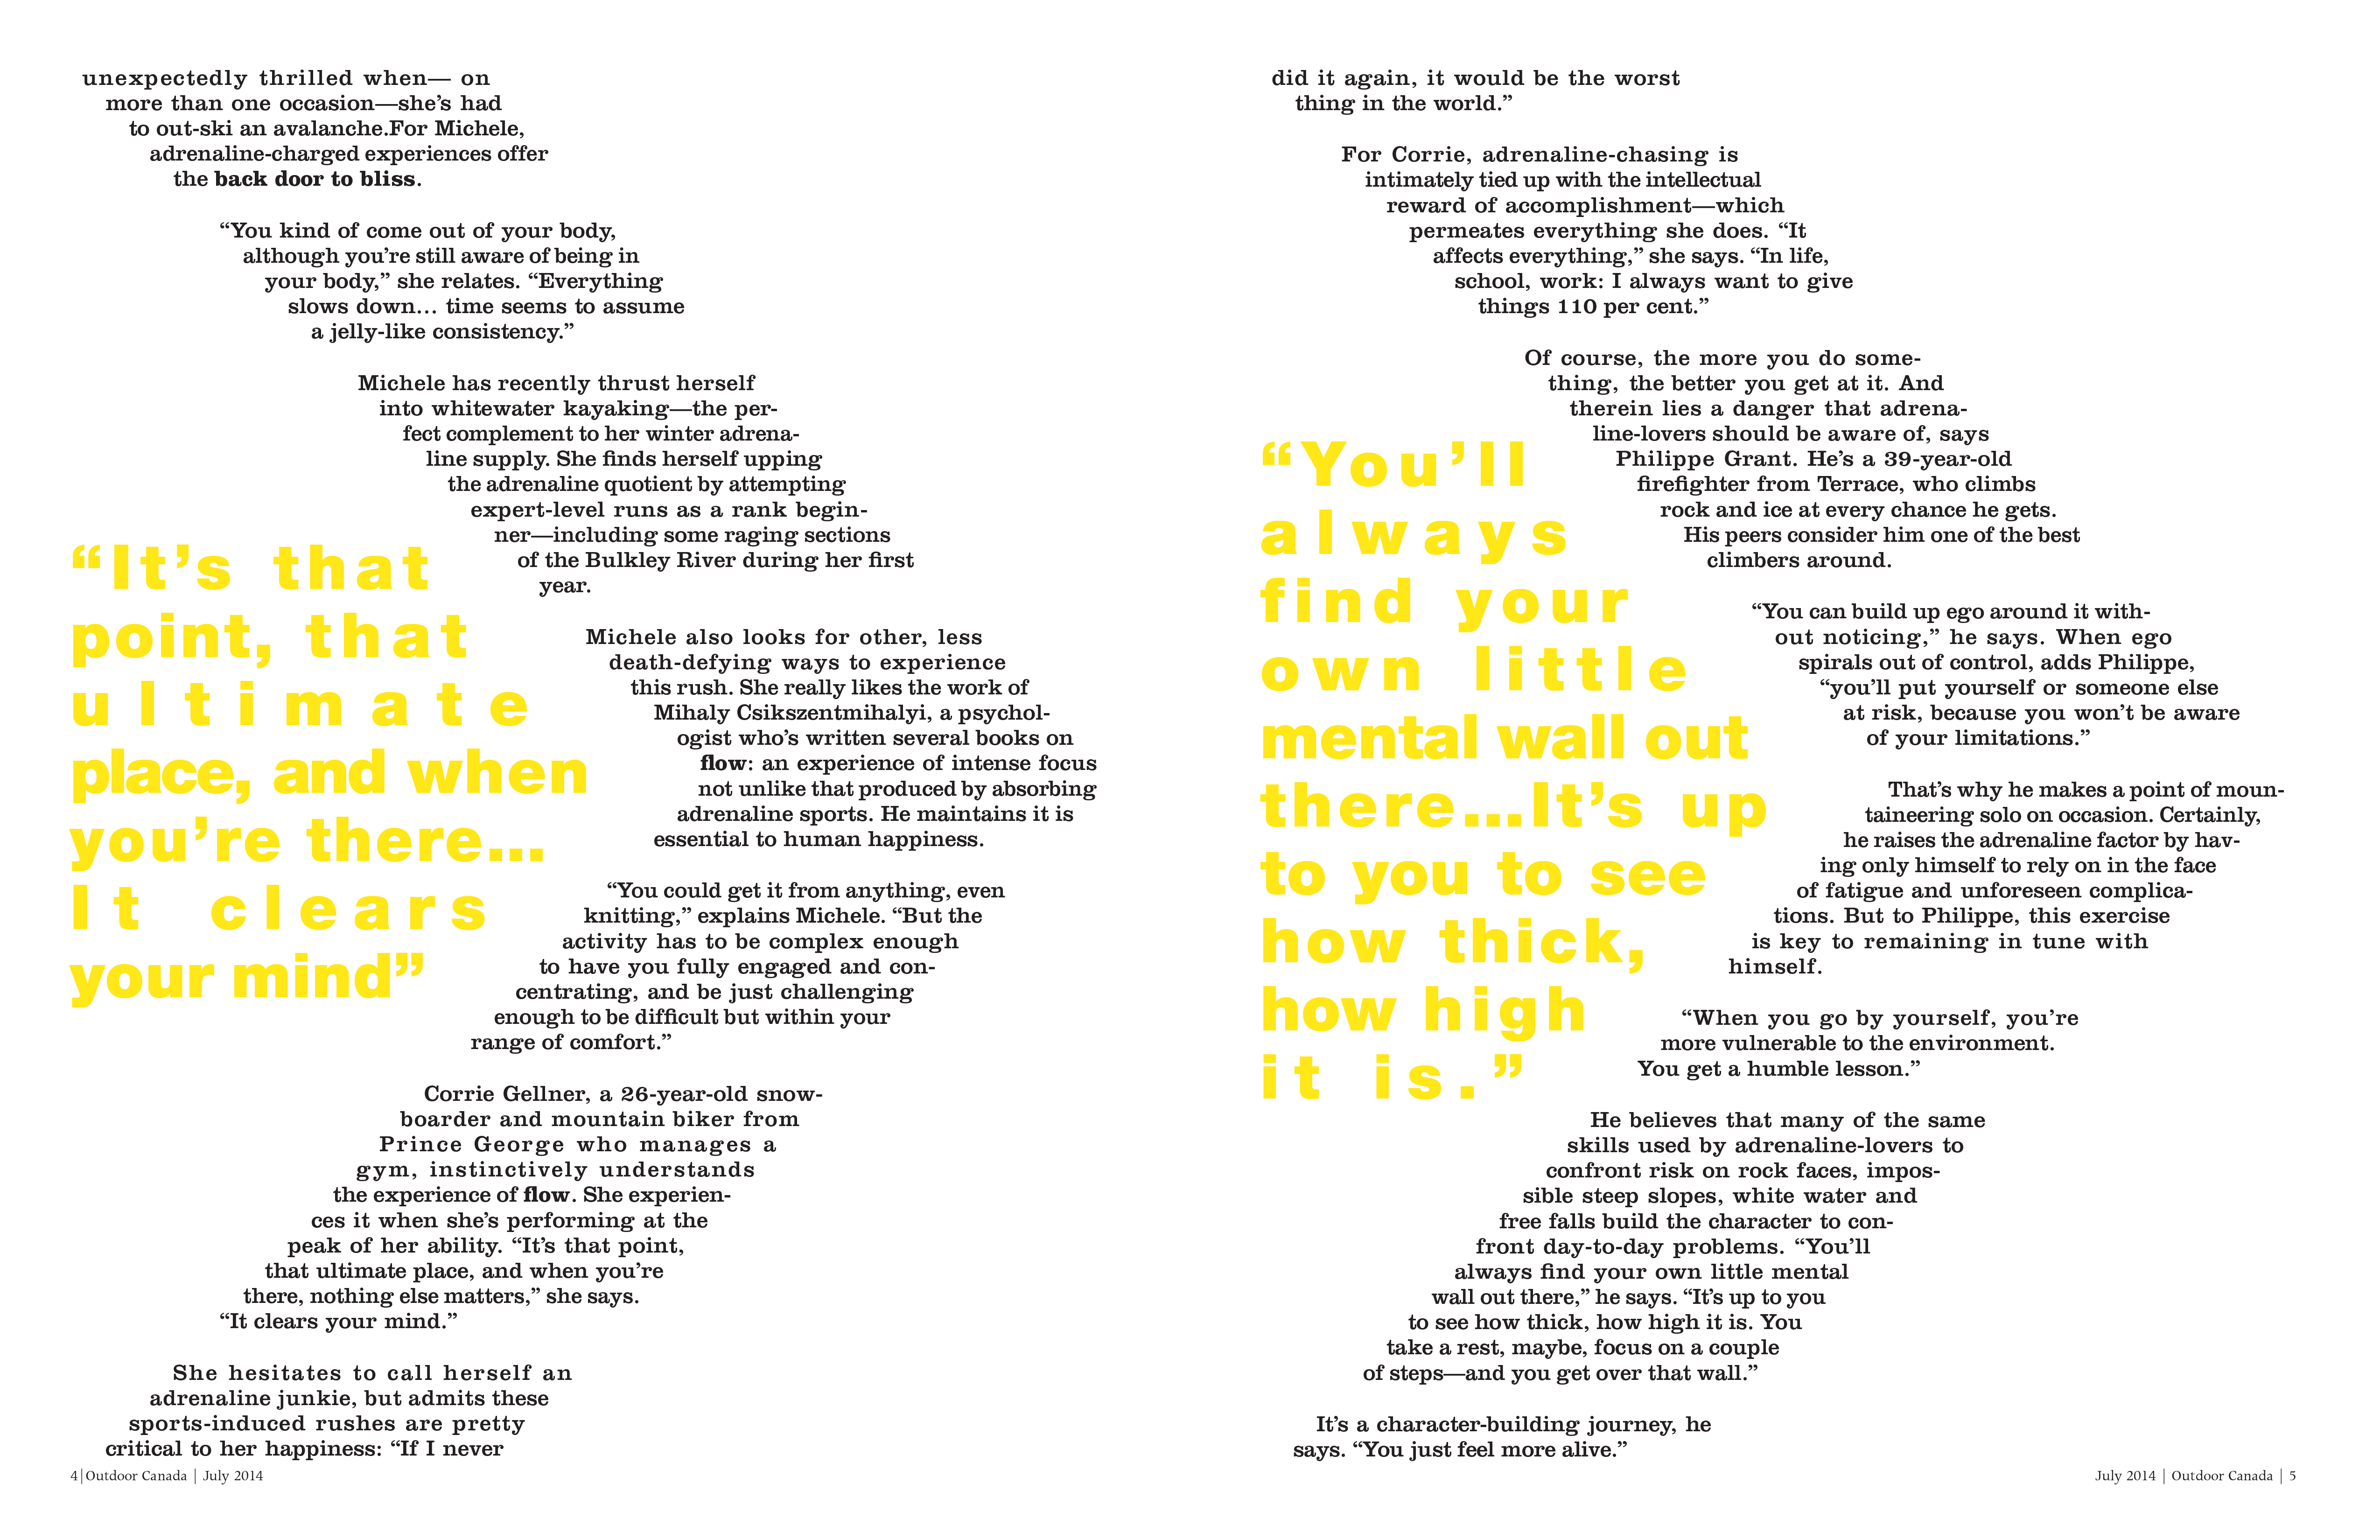 unexpectedly thrilled when— on
more than one occasion—she’s had
to out-ski an avalanche.For Michele,
adrenaline-charged experiences offer
the back door to bliss.
“You kind of come out of your body,
although you’re still aware of being in
your body,” she relates. “Everything
slows down… time seems to assume
a jelly-like consistency.”
Michele has recently thrust herself
into whitewater kayaking—the per-
fect complement to her winter adrena-
line supply. She finds herself upping
the adrenaline quotient by attempting
expert-level runs as a rank begin-
ner—including some raging sections
of the Bulkley River during her first
year.
Michele also looks for other, less
death-defying ways to experience
this rush. She really likes the work of
Mihaly Csikszentmihalyi, a psychol-
ogist who’s written several books on
flow: an experience of intense focus
not unlike that produced by absorbing
adrenaline sports. He maintains it is
essential to human happiness.
“You could get it from anything, even
knitting,” explains Michele. “But the
activity has to be complex enough
to have you fully engaged and con-
centrating, and be just challenging
enough to be difficult but within your
range of comfort.”
Corrie Gellner, a 26-year-old snow-
boarder and mountain biker from
Prince George who manages a
gym, instinctively understands
the experience of flow. She experien-
ces it when she’s performing at the
peak of her ability. “It’s that point,
that ultimate place, and when you’re
there, nothing else matters,” she says.
“It clears your mind.”
She hesitates to call herself an
adrenaline junkie, but admits these
sports-induced rushes are pretty
critical to her happiness: “If I never
“It’s that
point, that
ultimate
place, and when
you’re there…
It clears
your mind”
4|Outdoor Canada | July 2014
did it again, it would be the worst
thing in the world.”
For Corrie, adrenaline-chasing is
intimately tied up with the intellectual
reward of accomplishment—which
permeates everything she does. “It
affects everything,” she says. “In life,
school, work: I always want to give
things 110 per cent.”
Of course, the more you do some-
thing, the better you get at it. And
therein lies a danger that adrena-
line-lovers should be aware of, says
Philippe Grant. He’s a 39-year-old
firefighter from Terrace, who climbs
rock and ice at every chance he gets.
His peers consider him one of the best
climbers around.
“You can build up ego around it with-
out noticing,” he says. When ego
spirals out of control, adds Philippe,
“you’ll put yourself or someone else
at risk, because you won’t be aware
of your limitations.”
That’s why he makes a point of moun-
taineering solo on occasion. Certainly,
he raises the adrenaline factor by hav-
ing only himself to rely on in the face
of fatigue and unforeseen complica-
tions. But to Philippe, this exercise
is key to remaining in tune with
himself.
“When you go by yourself, you’re
more vulnerable to the environment.
You get a humble lesson.”
He believes that many of the same
skills used by adrenaline-lovers to
confront risk on rock faces, impos-
sible steep slopes, white water and
free falls build the character to con-
front day-to-day problems. “You’ll
always find your own little mental
wall out there,” he says. “It’s up to you
to see how thick, how high it is. You
take a rest, maybe, focus on a couple
of steps—and you get over that wall.”
It’s a character-building journey, he
says. “You just feel more alive.”
“You’ll
always
find your
own little
mental wall out
there…It’s up
to you to see
how thick,
how high
it is.”
July 2014 | Outdoor Canada | 5